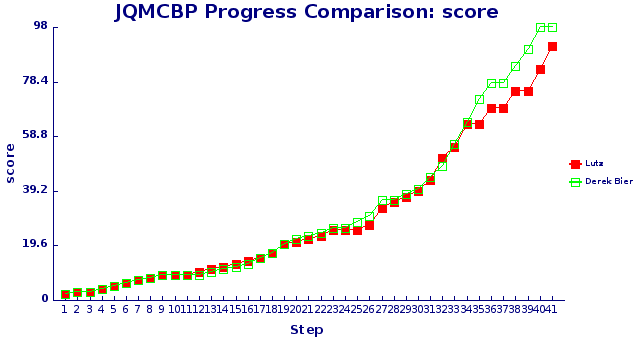 JQMCBP Progress Comparison: score
98
78.4
58.8
39.2
19.6
0
score
1 2 3 4 5 6 7 8 9 10 11 12 13 14 15 16 17 18 19 20 21 22 23 24 25 26 27 28 29 30 31 32 33 34 35 36 37 38 39 40 41
Step
Lutz
Derek Bier